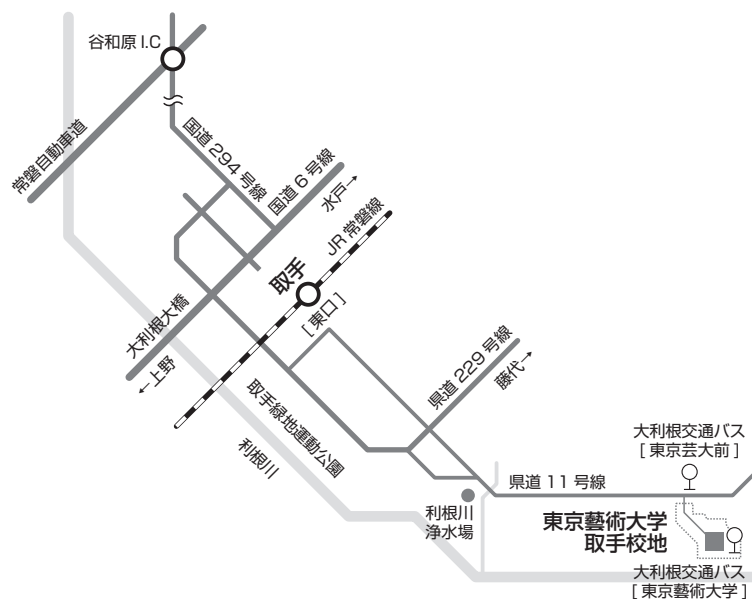 谷和原 I.C
常磐自動車道
国道 294 号線
国道 6 号線
水戸→
JR 常磐線
取手
[ 東口 ]
大利根大橋
←上野
取手緑地運動公園
利根川
県道 229 号線
藤代→
大利根交通バス
[ 東京芸大前 ]
県道 11 号線
利根川
浄水場
東京藝術大学
取手校地
大利根交通バス
[ 東京藝術大学 ]